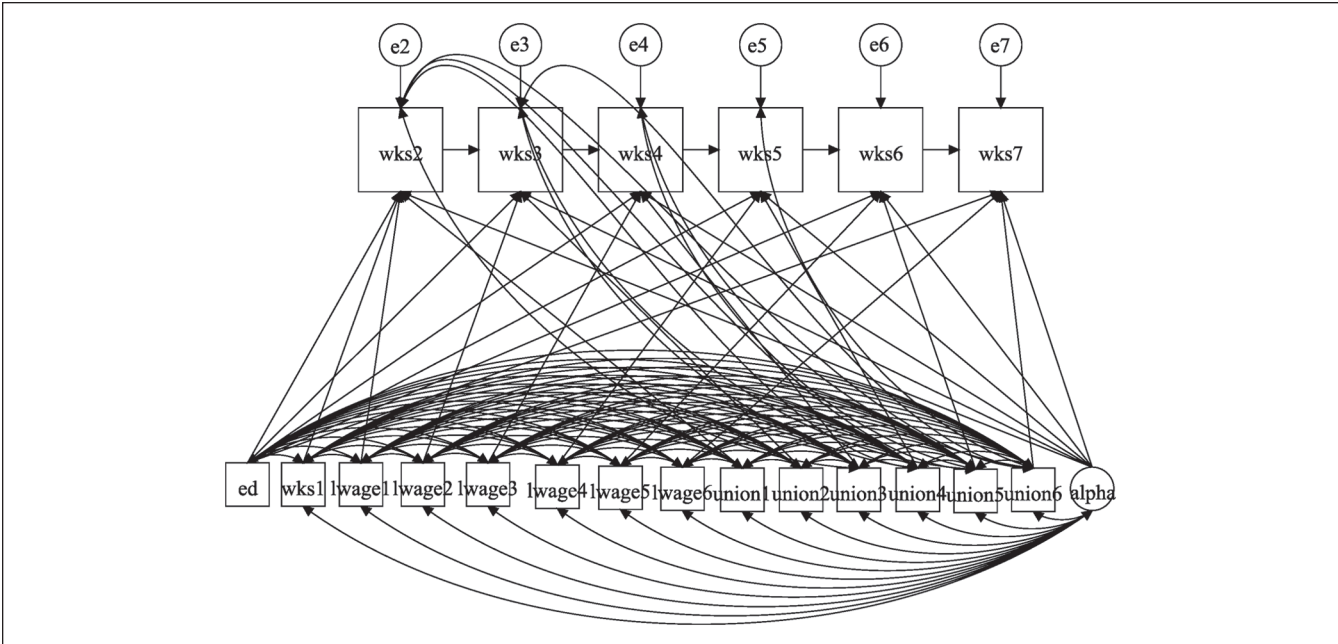 e2 e3 e4 e5 e6 e7
wks2 wks3 wks4 wks5 wks6 wks7
ed wks1 lwage1 lwage2 lwage3 lwage4 lwage5 lwage6 union1 union2 union3 union4 union5 union6 alpha